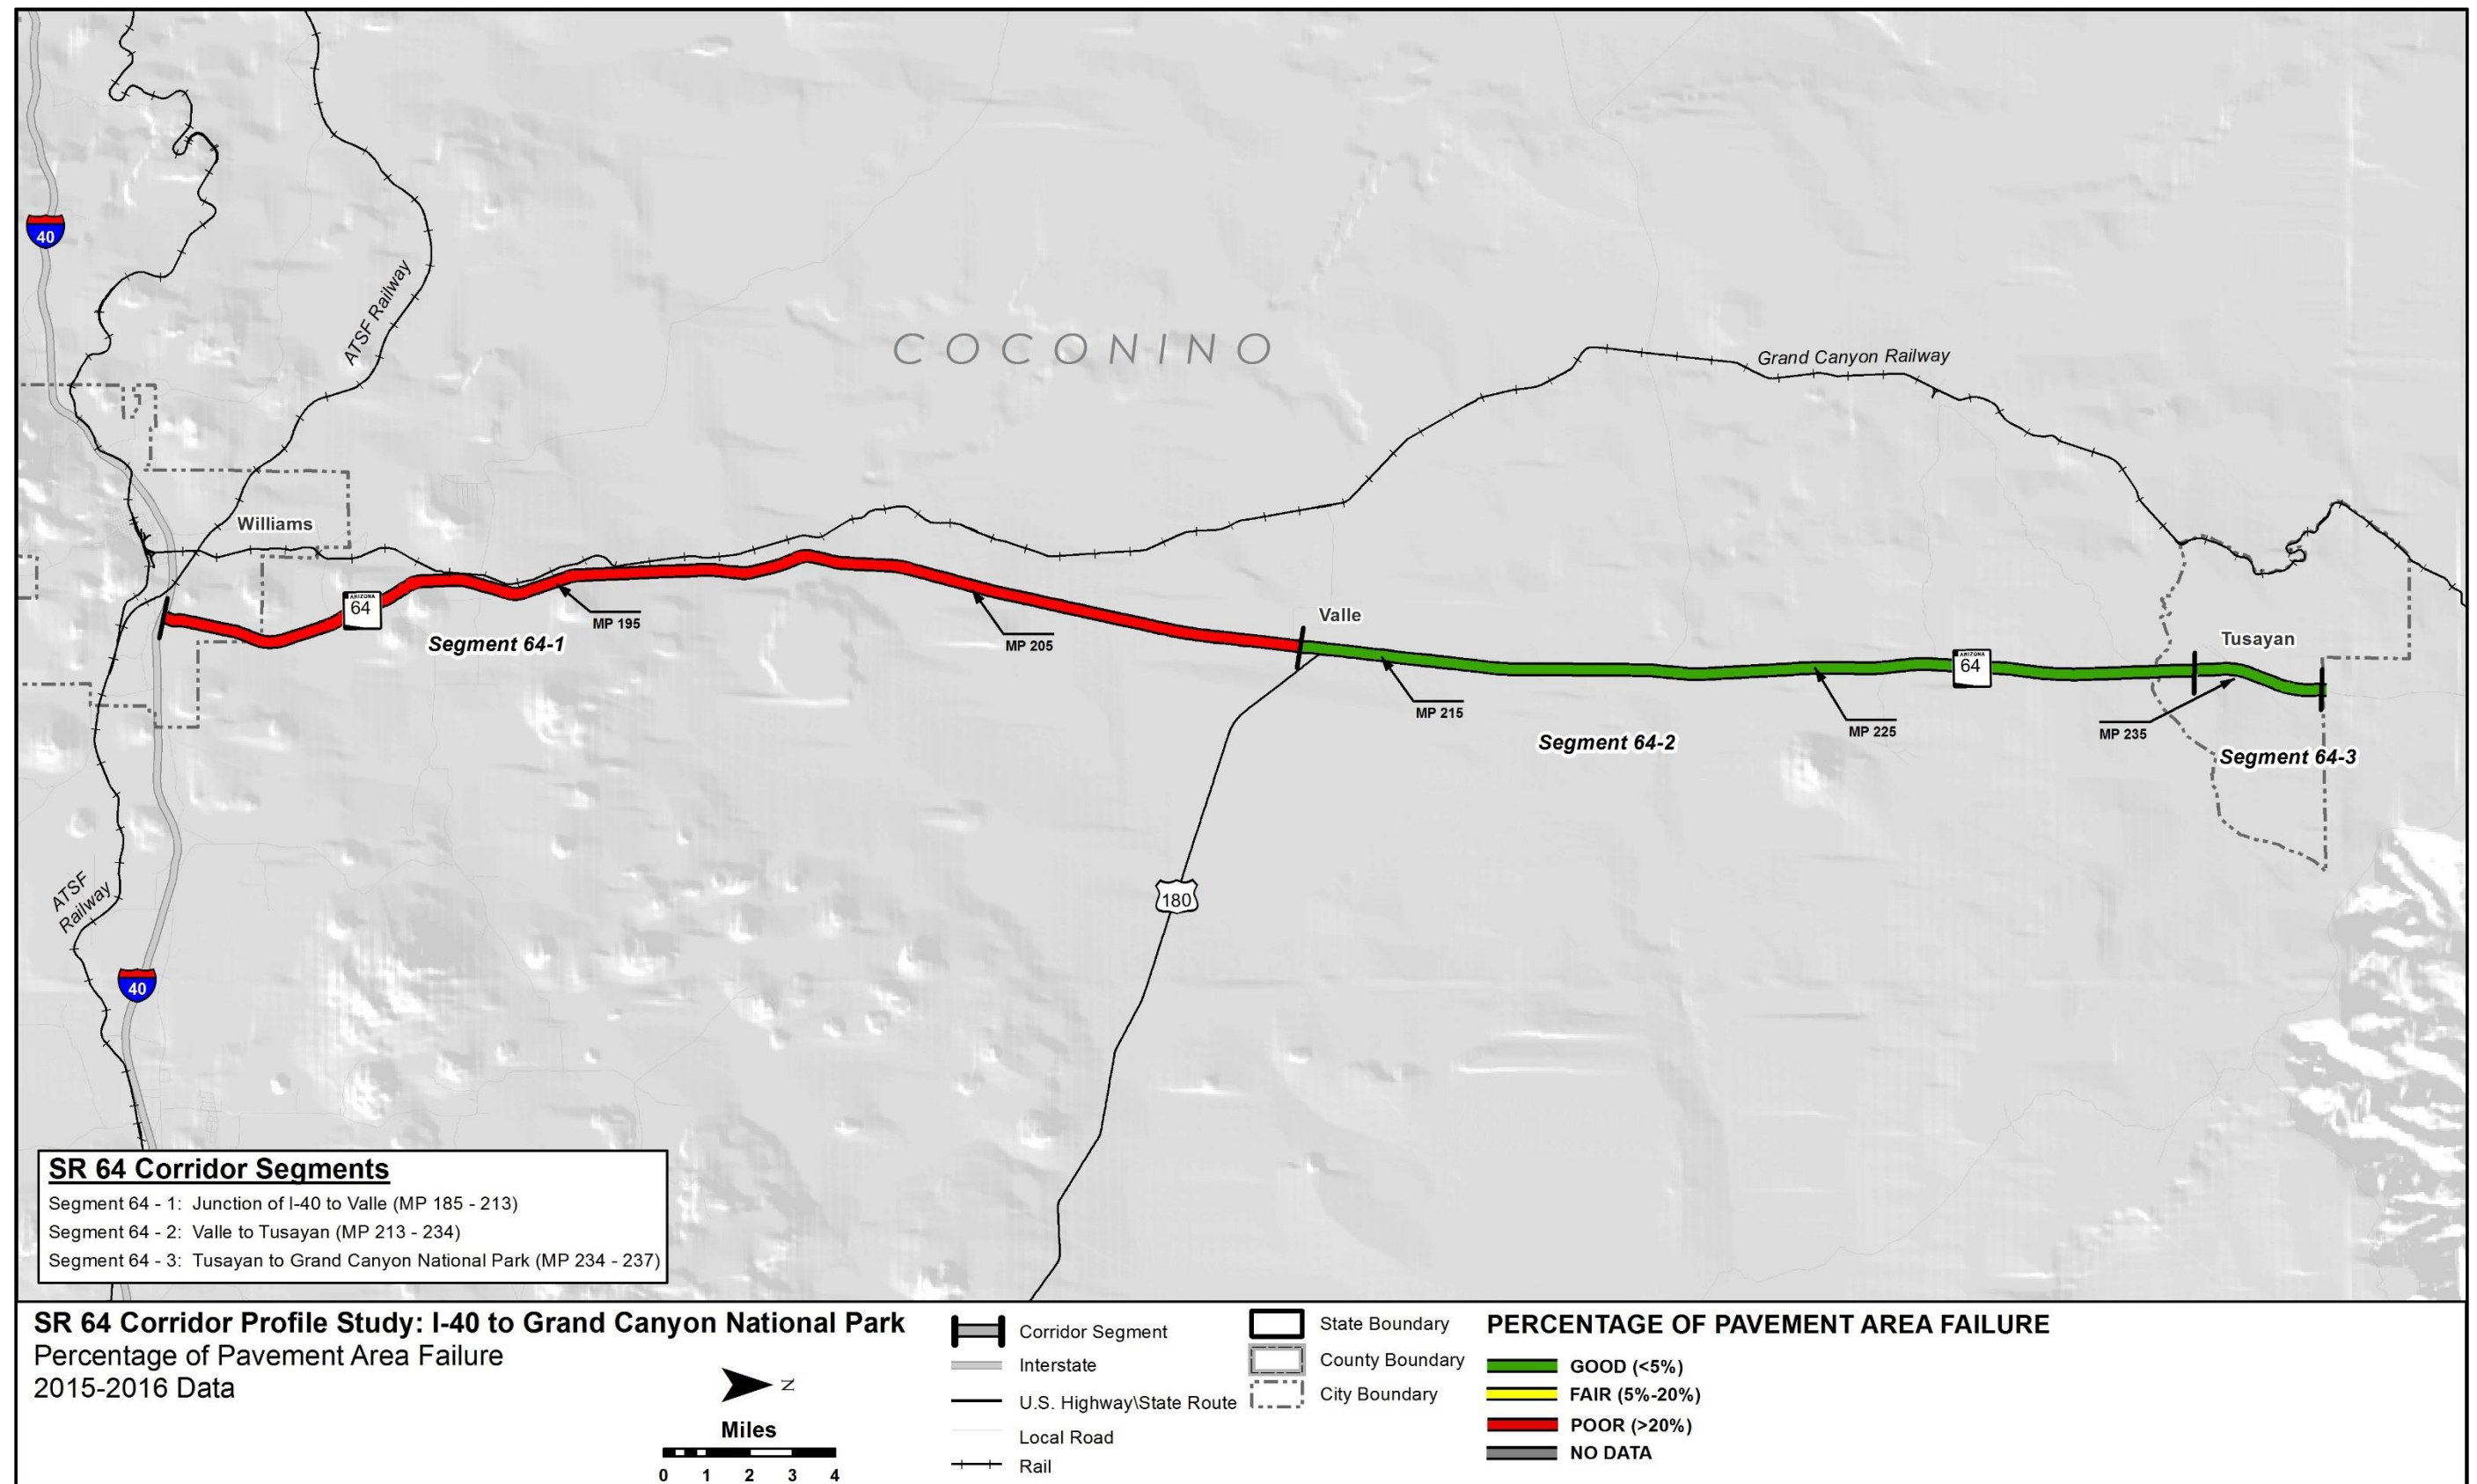 40
ATSF Railway
COCONINO
Grand Canyon Railway
Williams
ARIZONA
64
MP 195
Segment 64-1
MP 205
Valle
MP 215
Segment 64-2
MP 225
ARIZONA
64
Tusayan
MP 235
Segment 64-3
180
ATSF
Railway
40
SR 64 Corridor Segments
Segment 64 - 1: Junction of I-40 to Valle (MP 185 - 213)
Segment 64 - 2: Valle to Tusayan (MP 213 - 234)
Segment 64 - 3: Tusayan to Grand Canyon National Park (MP 234 - 237)
SR 64 Corridor Profile Study: I-40 to Grand Canyon National Park
Percentage of Pavement Area Failure
2015-2016 Data
N
Miles
0 1 2 3 4
Corridor Segment
Interstate
U.S. Highway\State Route
Local Road
Rail
State Boundary
County Boundary
City Boundary
PERCENTAGE OF PAVEMENT AREA FAILURE
GOOD (<5%)
FAIR (5%-20%)
POOR (>20%)
NO DATA